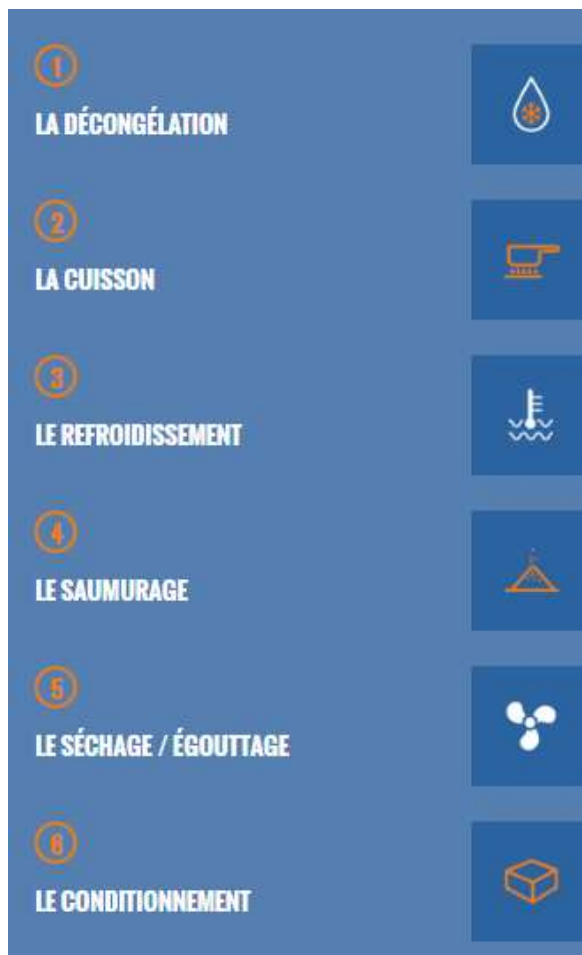 1
LA DÉCONGÉLATION
2
LA CUISSON
3
LE REFROIDISSEMENT
4
LE SAUMURAGE
5
LE SÉCHAGE / ÉGOUTTAGE
6
LE CONDITIONNEMENT